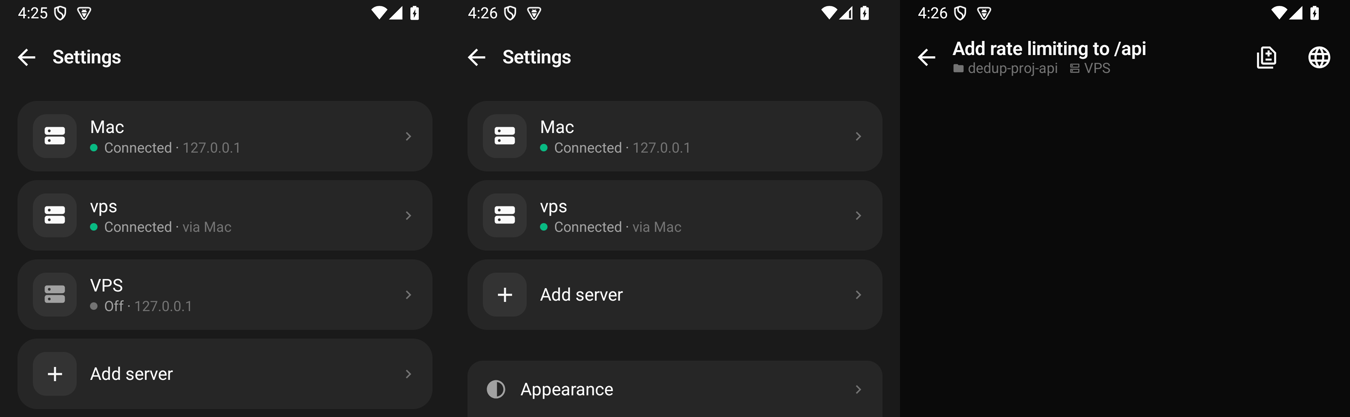 4:25
Settings
Mac
Connected · 127.0.0.1
vps
Connected · via Mac
VPS
Off · 127.0.0.1
Add server
4:26
Settings
Mac
Connected · 127.0.0.1
vps
Connected · via Mac
Add server
Appearance
4:26
Add rate limiting to /api
dedup-proj-api VPS